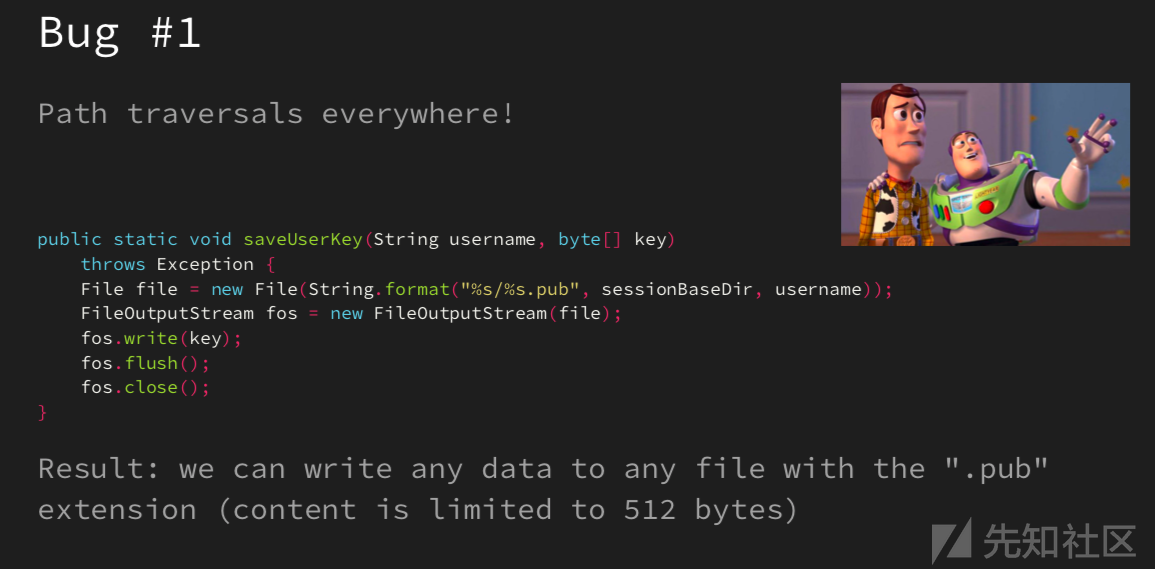 Bug #1
Path traversals everywhere!
public static void saveUserKey(String username, byte[] key)
    throws Exception {
    File file = new File(String.format("%s/%s.pub", sessionBaseDir, username));
    FileOutputStream fos = new FileOutputStream(file);
    fos.write(key);
    fos.flush();
    fos.close();
}
Result: we can write any data to any file with the ".pub"
extension (content is limited to 512 bytes)
先知社区